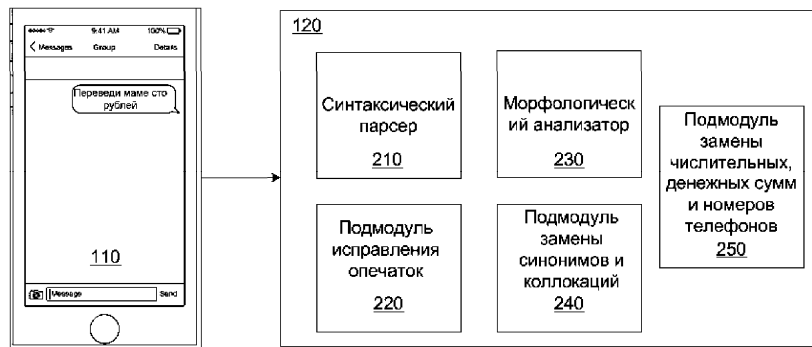 9:41 AM 100%
Messages Group Details
Переведи маме сто
рублей
110
Message Send
120
Синтаксический
парсер
210
Морфологическ
ий анализатор
230
Подмодуль
исправления
опечаток
220
Подмодуль
замены
синонимов и
коллокаций
240
Подмодуль
замены
числительных,
денежных сумм
и номеров
телефонов
250